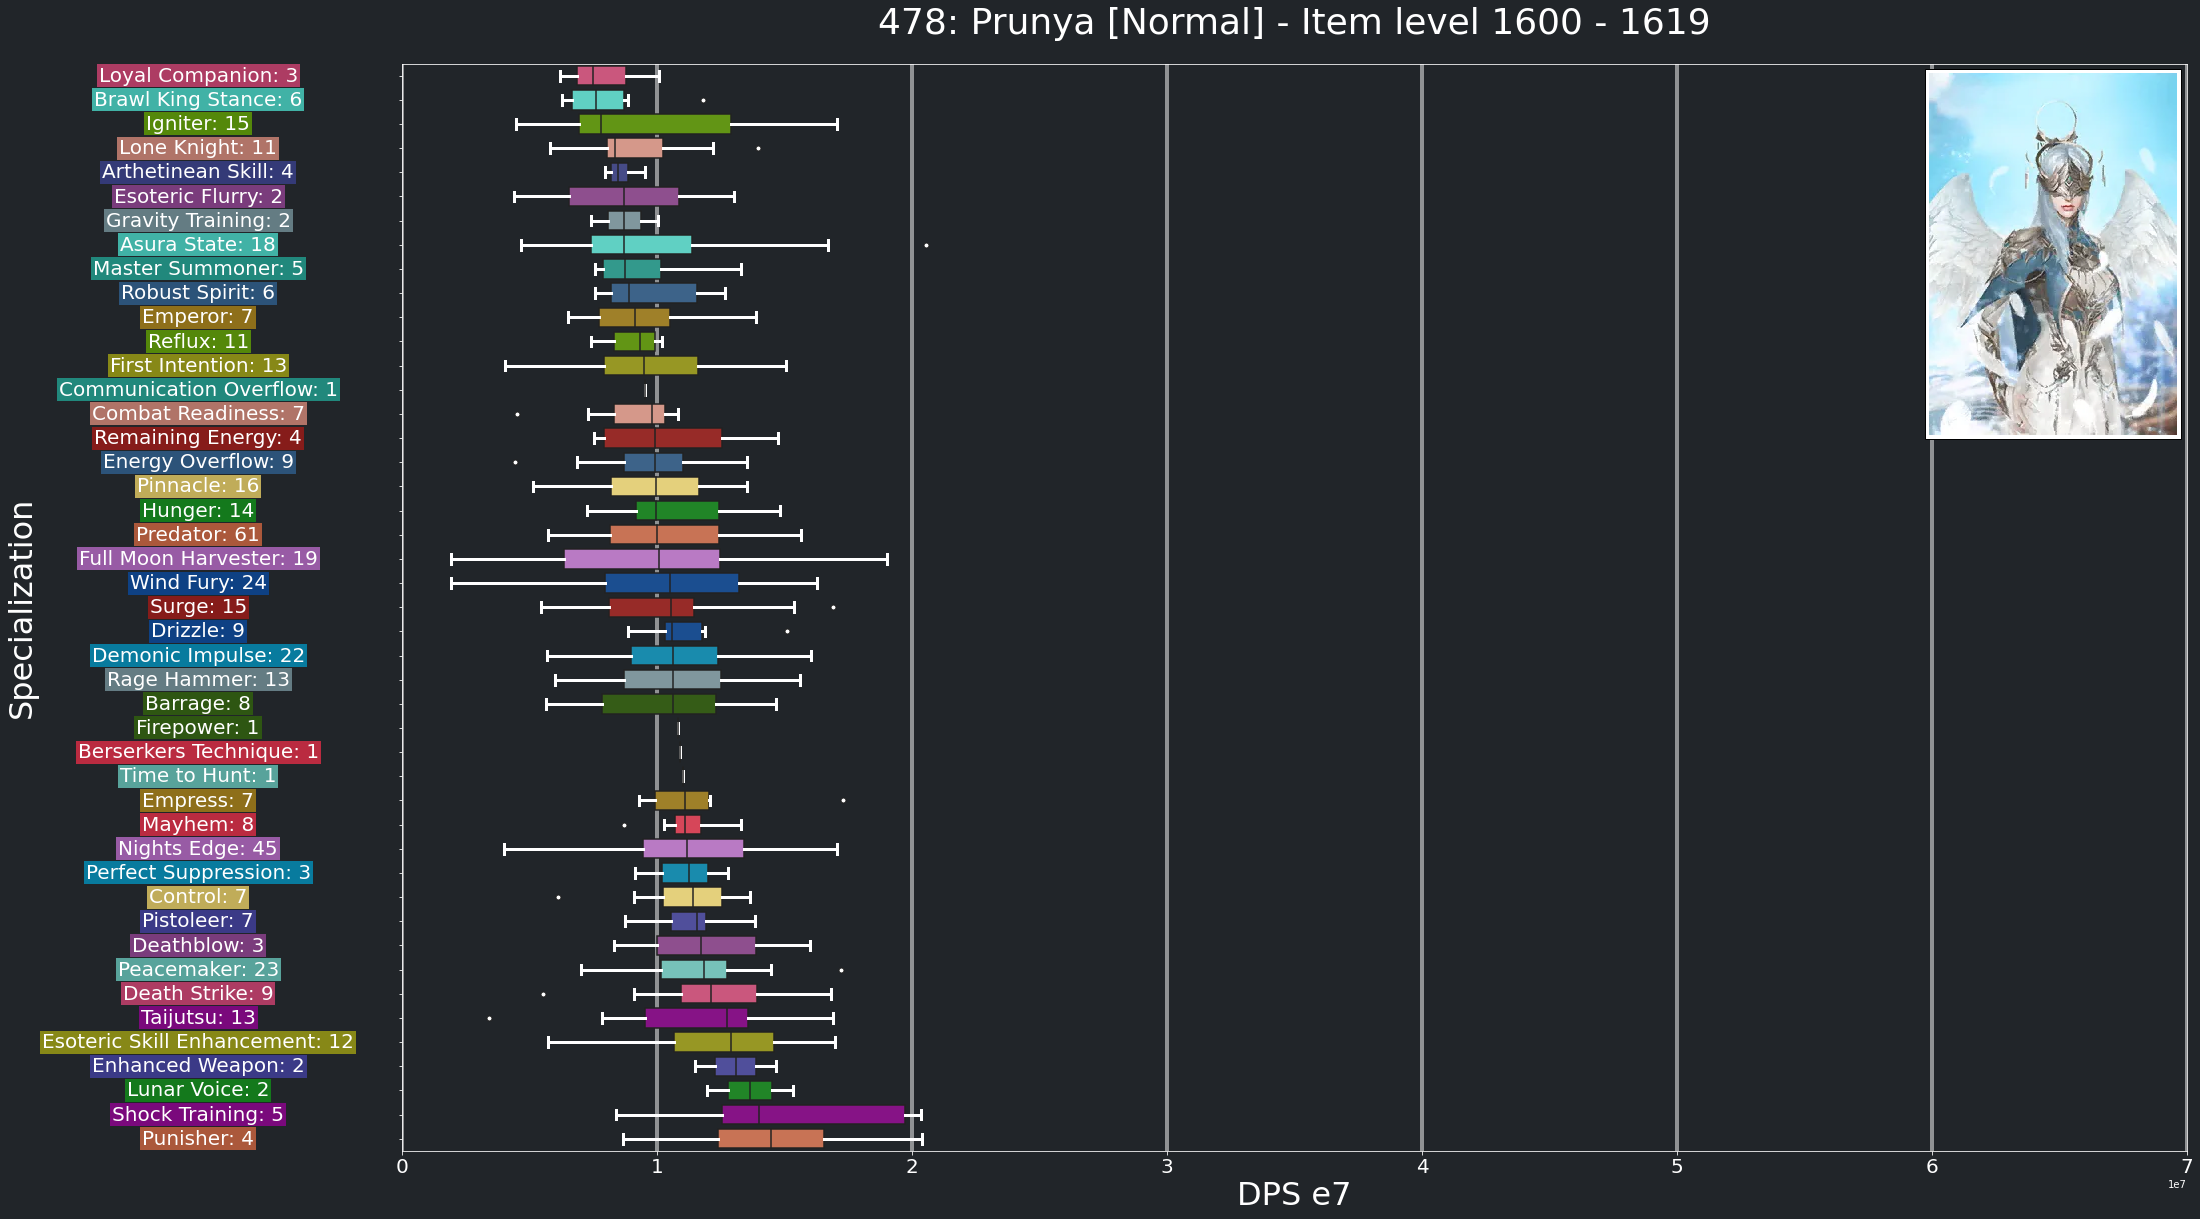 478: Prunya [Normal] - Item level 1600 - 1619
Specialization
Loyal Companion: 3
Brawl King Stance: 6
Igniter: 15
Lone Knight: 11
Arthetinean Skill: 4
Esoteric Flurry: 2
Gravity Training: 2
Asura State: 18
Master Summoner: 5
Robust Spirit: 6
Emperor: 7
Reflux: 11
First Intention: 13
Communication Overflow: 1
Combat Readiness: 7
Remaining Energy: 4
Energy Overflow: 9
Pinnacle: 16
Hunger: 14
Predator: 61
Full Moon Harvester: 19
Wind Fury: 24
Surge: 15
Drizzle: 9
Demonic Impulse: 22
Rage Hammer: 13
Barrage: 8
Firepower: 1
Berserkers Technique: 1
Time to Hunt: 1
Empress: 7
Mayhem: 8
Nights Edge: 45
Perfect Suppression: 3
Control: 7
Pistoleer: 7
Deathblow: 3
Peacemaker: 23
Death Strike: 9
Taijutsu: 13
Esoteric Skill Enhancement: 12
Enhanced Weapon: 2
Lunar Voice: 2
Shock Training: 5
Punisher: 4
0 1 2 3 4 5 6 7
1e7
DPS e7